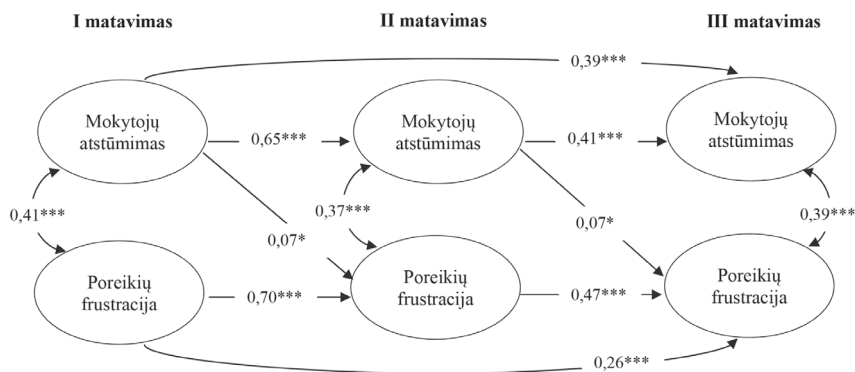 I matavimas
II matavimas
III matavimas
0,39***
Mokytojų
atstūmimas
0,65***
Mokytojų
atstūmimas
0,41***
Mokytojų
atstūmimas
0,41***
0,07*
0,37***
0,07*
0,39***
Poreikių
frustracija
0,70***
Poreikių
frustracija
0,47***
Poreikių
frustracija
0,26***